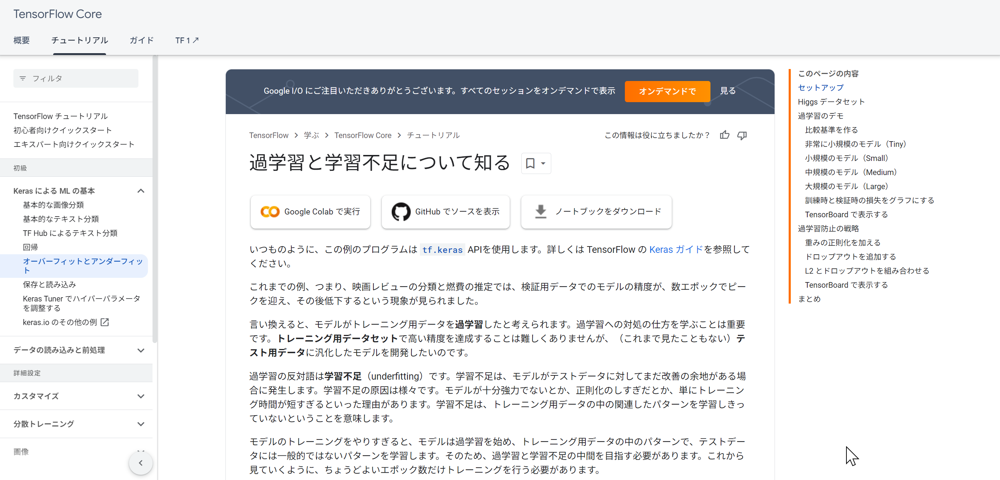 TensorFlow Core
概要 チュートリアル ガイド TF 1 ↗
フィルタ
TensorFlow チュートリアル
初心者向けクイックスタート
エキスパート向けクイックスタート
初級
Keras による ML の基本
基本的な画像分類
基本的なテキスト分類
TF Hub によるテキスト分類
回帰
オーバーフィットとアンダーフィッ
ト
保存と読み込み
Keras Tuner でハイパーパラメータ
を調整する
keras.io のその他の例
データの読み込みと前処理
詳細設定
カスタマイズ
分散トレーニング
画像
Google I/O にご注目いただきありがとうございます。すべてのセッションをオンデマンドで表示 オンデマンドで 見る
TensorFlow > 学ぶ > TensorFlow Core > チュートリアル
この情報は役に立ちましたか？
過学習と学習不足について知る
Google Colab で実行
GitHub でソースを表示
ノートブックをダウンロード
いつものように、この例のプログラムは tf.keras APIを使用します。詳しくは TensorFlow の Keras ガイドを参照して
ください。
これまでの例、つまり、映画レビューの分類と燃費の推定では、検証用データでのモデルの精度が、数エポックでピー
クを迎え、その後低下するという現象が見られました。
言い換えると、モデルがトレーニング用データを過学習したと考えられます。過学習への対処の仕方を学ぶことは重要
です。トレーニング用データセットで高い精度を達成することは難しくありませんが、（これまで見たこともない）テ
スト用データに汎化したモデルを開発したいのです。
過学習の反対語は学習不足（underfitting）です。学習不足は、モデルがテストデータに対してまだ改善の余地がある場
合に発生します。学習不足の原因は様々です。モデルが十分強力でないとか、正則化のしすぎだとか、単にトレーニン
グ時間が短すぎるといった理由があります。学習不足は、トレーニング用データの中の関連したパターンを学習しきっ
ていないということを意味します。
モデルのトレーニングをやりすぎると、モデルは過学習を始め、トレーニング用データの中のパターンで、テストデー
タには一般的ではないパターンを学習します。そのため、過学習と学習不足の中間を目指す必要があります。これから
見ていくように、ちょうどよいエポック数だけトレーニングを行う必要があります。
このページの内容
セットアップ
Higgs データセット
過学習のデモ
比較基準を作る
非常に小規模のモデル（Tiny）
小規模のモデル（Small）
中規模のモデル（Medium）
大規模のモデル（Large）
訓練時と検証時の損失をグラフにする
TensorBoard で表示する
過学習防止の戦略
重みの正則化を加える
ドロップアウトを追加する
L2 とドロップアウトを組み合わせる
TensorBoard で表示する
まとめ